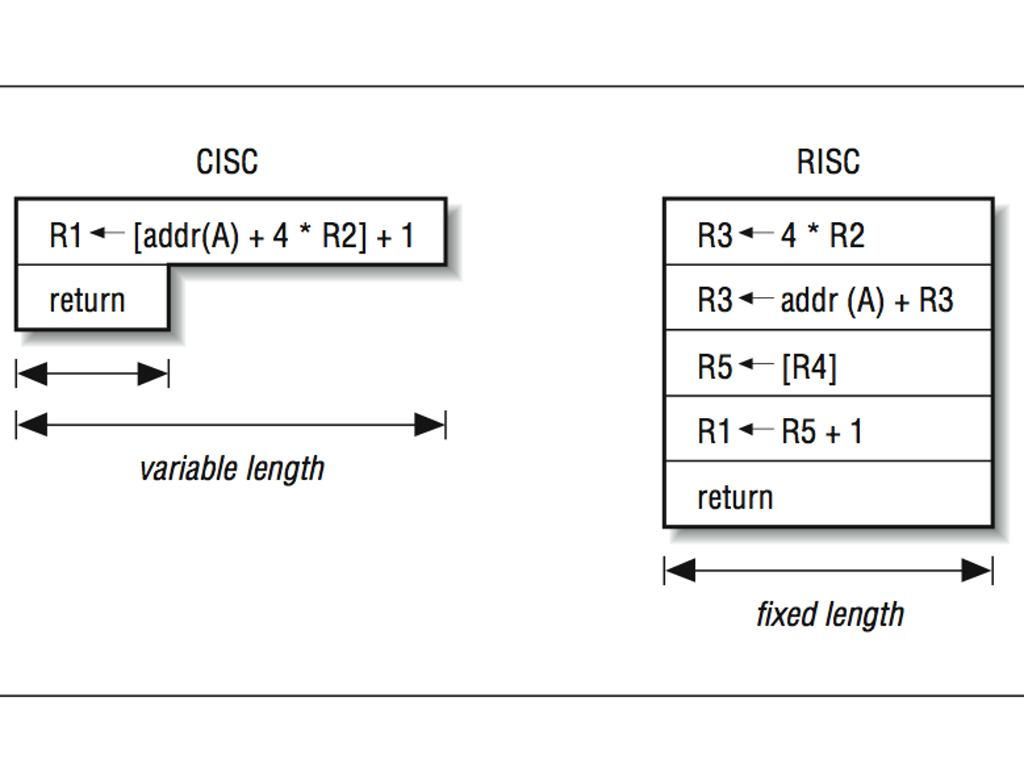 CISC
R1 ← [addr(A) + 4 * R2] + 1
return
variable length
RISC
R3 ← 4 * R2
R3 ← addr (A) + R3
R5 ← [R4]
R1 ← R5 + 1
return
fixed length